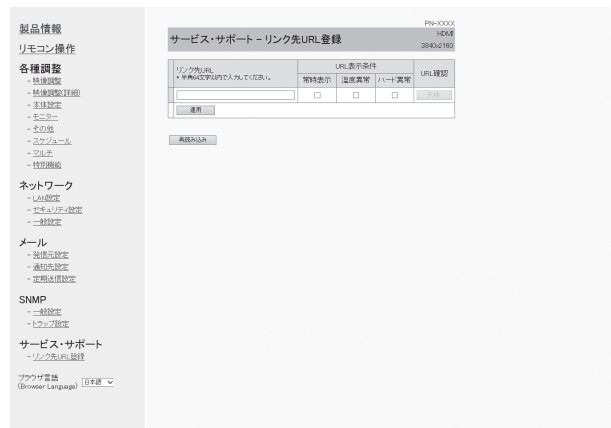 製品情報
リモコン操作
各種調整
- 映像調整
- 映像調整(詳細)
- 本体設定
- モニター
- その他
- スケジュール
- マルチ
- 特別機能
ネットワーク
- LAN設定
- セキュリティ設定
- 一般設定
メール
- 発信元設定
- 通知先設定
- 定期送信設定
SNMP
- 一般設定
- トラップ設定
サービス・サポート
- リンク先URL登録
ブラウザ言語
(Browser Language) 日本語
PN-XXXX
サービス・サポート - リンク先URL登録
HDMI
3840x2160
リンク先URL
* 半角64文字以内で入力してください。
URL表示条件
URL確認
常時表示 温度異常 ハード異常
テスト
適用
再読み込み